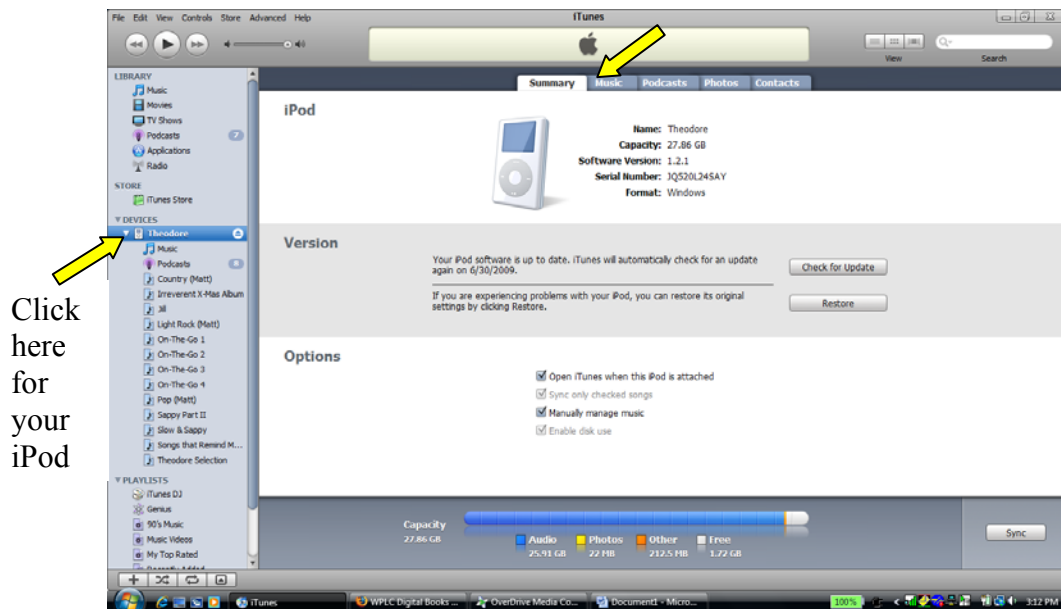 File Edit View Controls Store Advanced Help
iTunes
View
Search
LIBRARY
Music
Movies
TV Shows
Podcasts 7
Applications
Radio
STORE
iTunes Store
DEVICES
Theodore
Music
Podcasts
Country (Matt)
Irreverent X-Mas Album
Jil
Light Rock (Matt)
On-The-Go 1
On-The-Go 2
On-The-Go 3
On-The-Go 4
Pop (Matt)
Sappy Part II
Slow & Sappy
Songs that Remind M...
Theodore Selection
PLAYLISTS
iTunes DJ
Genius
90's Music
Music Videos
My Top Rated
Recently Added
Click
here
for
your
iPod
Summary Music Podcasts Photos Contacts
iPod
Name: Theodore
Capacity: 27.86 GB
Software Version: 1.2.1
Serial Number: JQ520L24SAY
Format: Windows
Version
Your iPod software is up to date. iTunes will automatically check for an update
again on 6/30/2009.
Check for Update
If you are experiencing problems with your iPod, you can restore its original
settings by clicking Restore.
Restore
Options
Open iTunes when this iPod is attached
Sync only checked songs
Manually manage music
Enable disk use
Capacity
27.86 GB
Audio Photos Other Free
25.91 GB 22 MB 212.5 MB 1.72 GB
Sync
iTunes WPLC Digital Books ... OverDrive Media Co... Document1 - Micro... 100% 3:12 PM